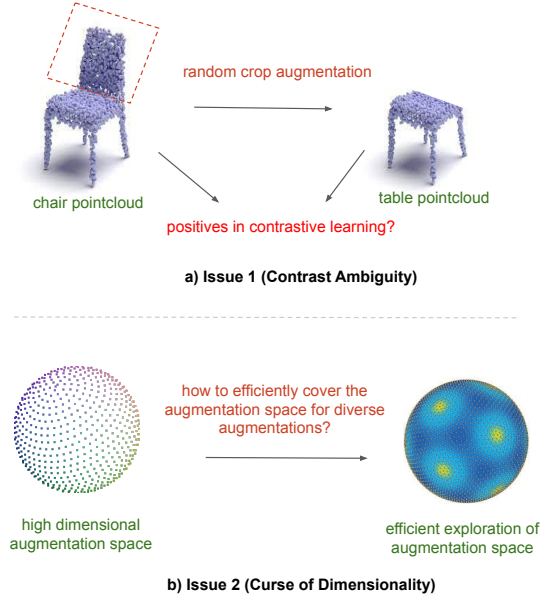 random crop augmentation
chair pointcloud
table pointcloud
positives in contrastive learning?
a) Issue 1 (Contrast Ambiguity)
how to efficiently cover the
augmentation space for diverse
augmentations?
high dimensional
augmentation space
efficient exploration of
augmentation space
b) Issue 2 (Curse of Dimensionality)